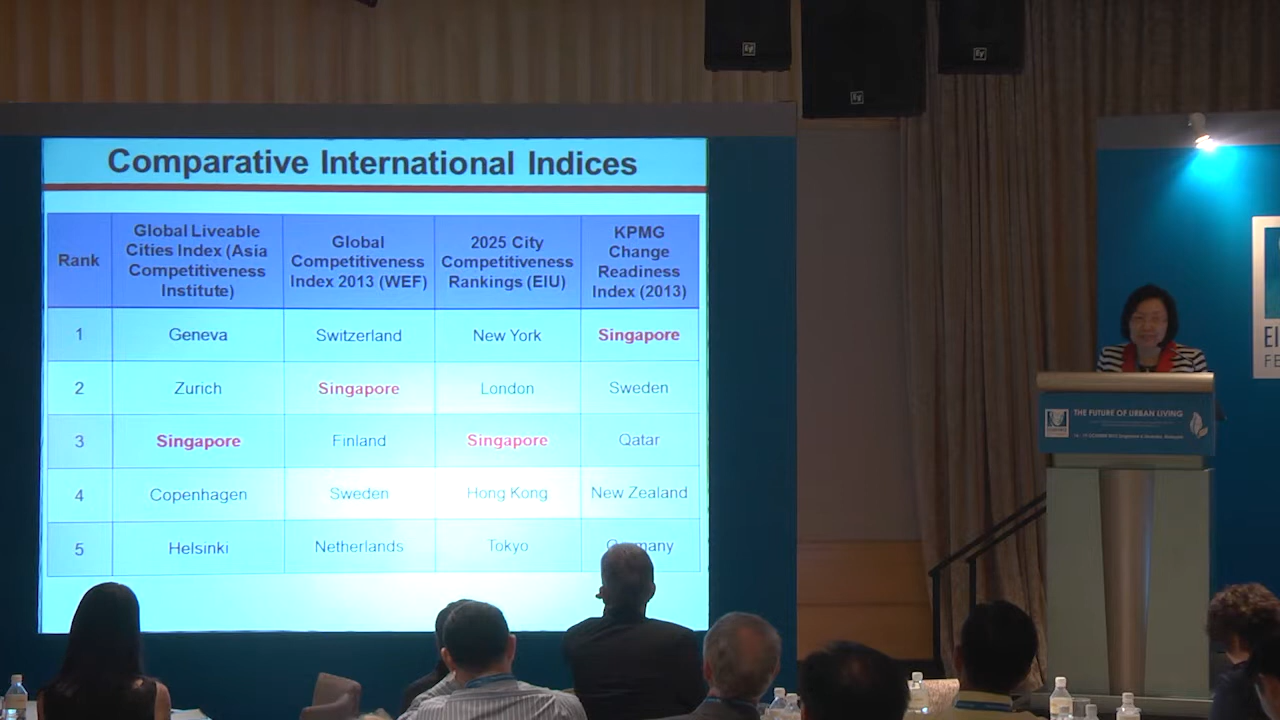 Comparative International Indices
Rank
Global Liveable
Cities Index (Asia
Competitiveness
Institute)
Global
Competitiveness
Index 2013 (WEF)
2025 City
Competitiveness
Rankings (EIU)
KPMG
Change
Readiness
Index (2013)
1 Geneva Switzerland New York Singapore
2 Zurich Singapore London Sweden
3 Singapore Finland Singapore Qatar
4 Copenhagen Sweden Hong Kong New Zealand
5 Helsinki Netherlands Tokyo
THE FUTURE OF URBAN LIVING
EI
FE